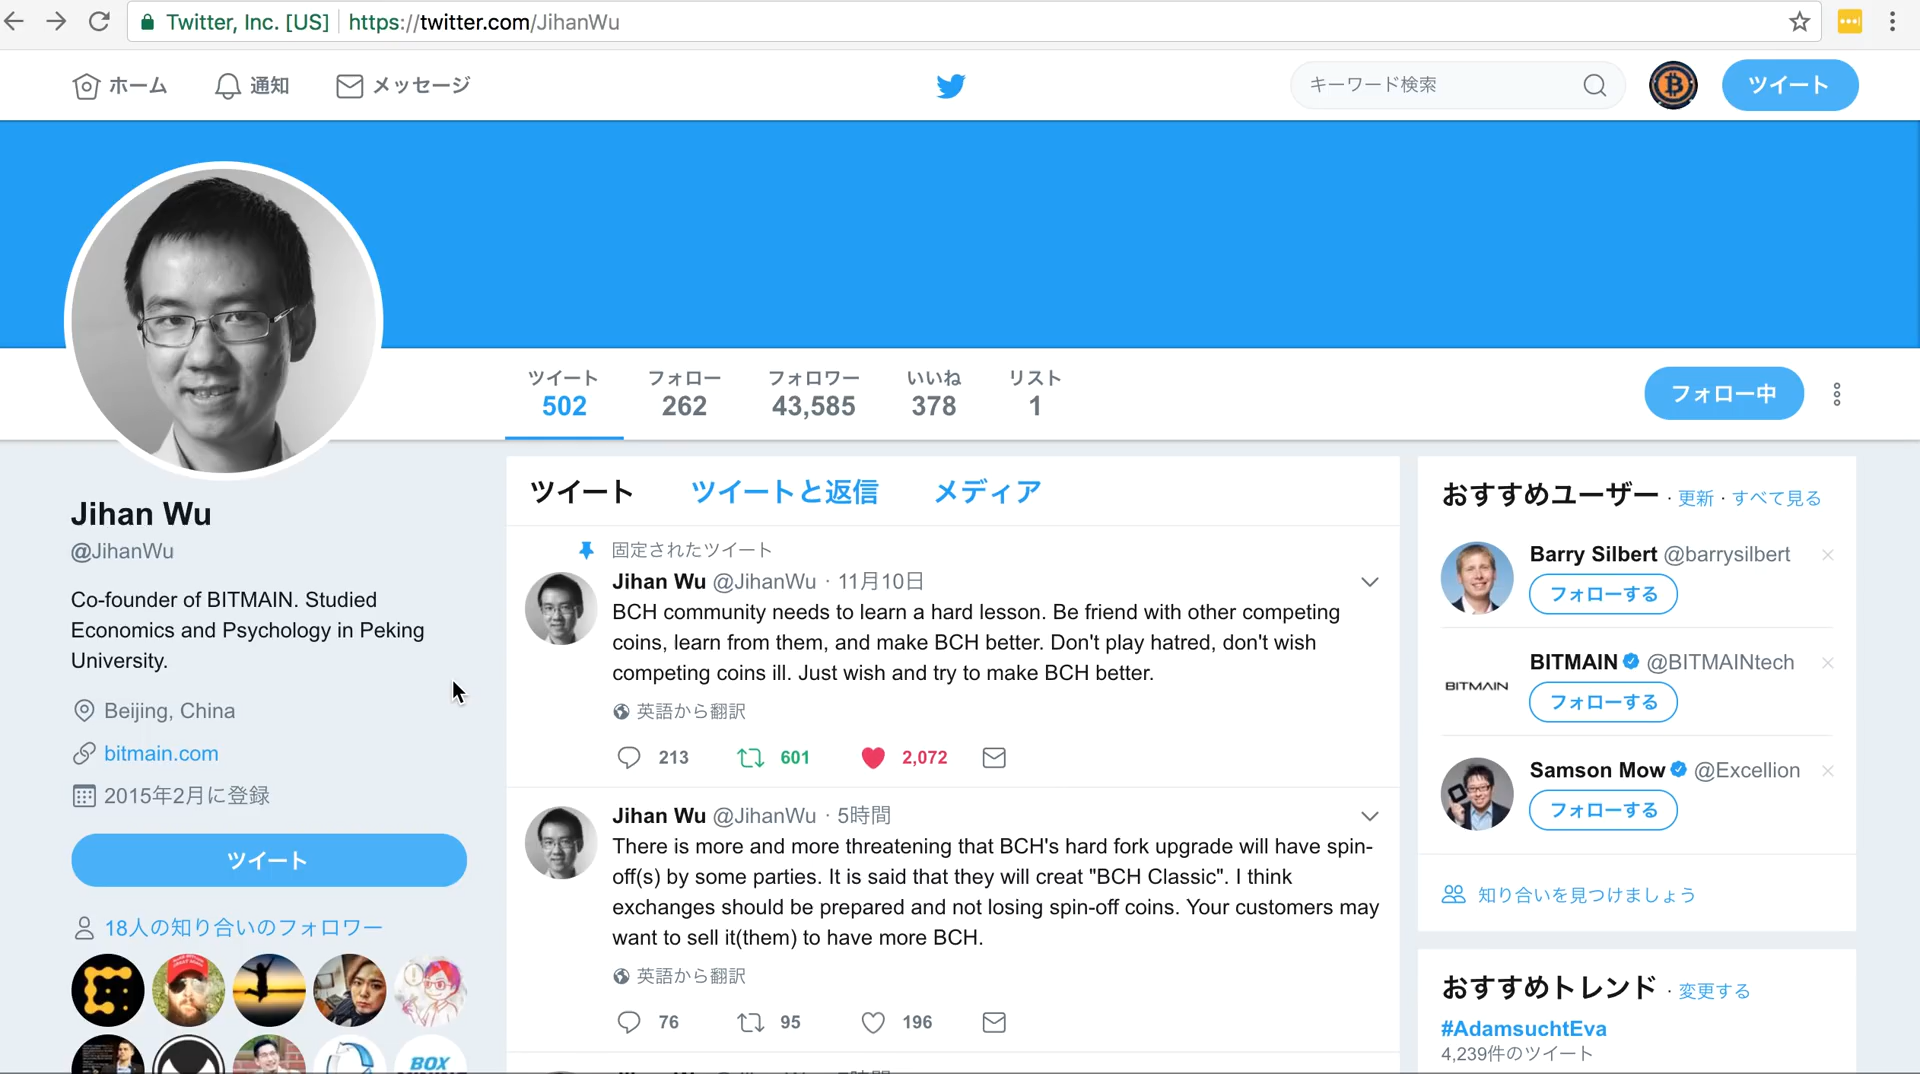 Twitter, Inc. [US] https://twitter.com/JihanWu
ホーム 通知 メッセージ キーワード検索 ツイート
ツイート フォロー フォロワー いいね リスト
502 262 43,585 378 1
フォロー中
Jihan Wu
@JihanWu
Co-founder of BITMAIN. Studied
Economics and Psychology in Peking
University.
Beijing, China
bitmain.com
2015年2月に登録
ツイート
18人の知り合いのフォロワー
BOX
ツイート ツイートと返信 メディア
固定されたツイート
Jihan Wu @JihanWu · 11月10日
BCH community needs to learn a hard lesson. Be friend with other competing
coins, learn from them, and make BCH better. Don't play hatred, don't wish
competing coins ill. Just wish and try to make BCH better.
英語から翻訳
213 601 2,072
Jihan Wu @JihanWu · 5時間
There is more and more threatening that BCH's hard fork upgrade will have spin-
off(s) by some parties. It is said that they will creat "BCH Classic". I think
exchanges should be prepared and not losing spin-off coins. Your customers may
want to sell it(them) to have more BCH.
英語から翻訳
76 95 196
おすすめユーザー · 更新 · すべて見る
Barry Silbert @barrysilbert
フォローする
BITMAIN
BITMAIN @BITMAINtech
フォローする
Samson Mow @Excellion
フォローする
知り合いを見つけましょう
おすすめトレンド · 変更する
#AdamsuchtEva
4,239件のツイート